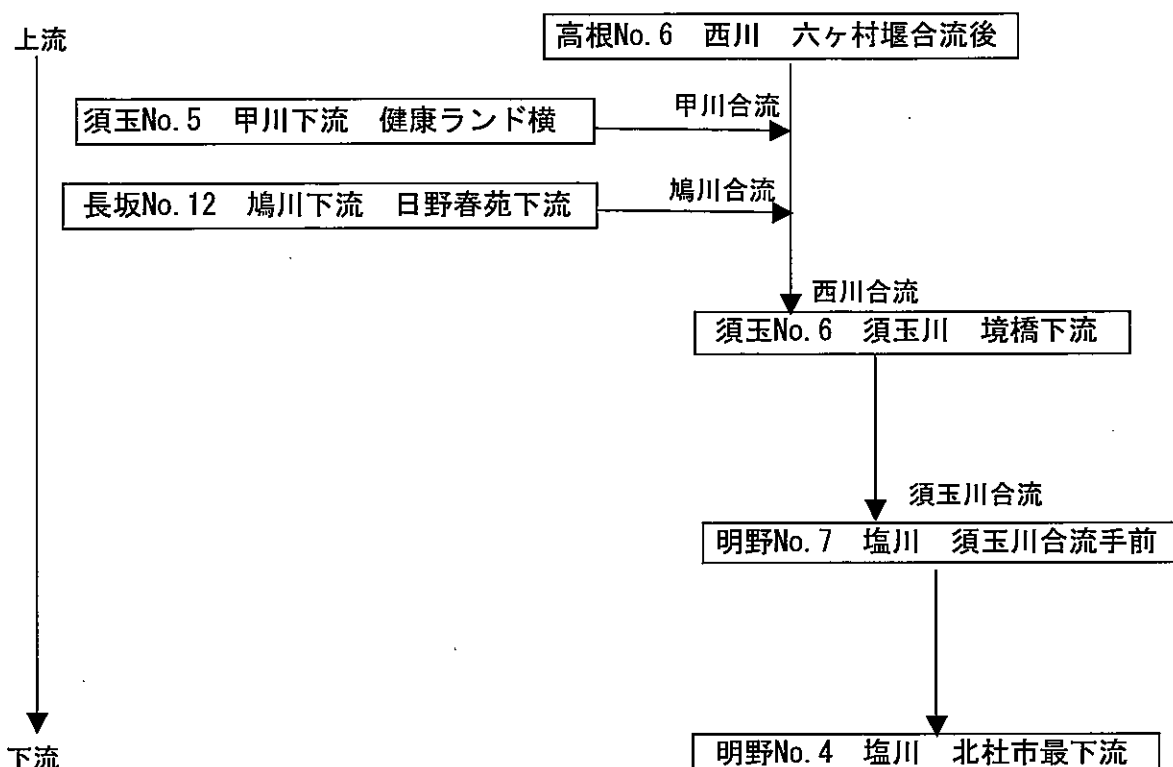 上流
高根No.6　西川　六ヶ村堰合流後
甲川合流
須玉No.5　甲川下流　健康ランド横
鳩川合流
長坂No.12　鳩川下流　日野春苑下流
西川合流
須玉No.6　須玉川　境橋下流
須玉川合流
明野No.7　塩川　須玉川合流手前
下流
明野No.4　塩川　北杜市最下流